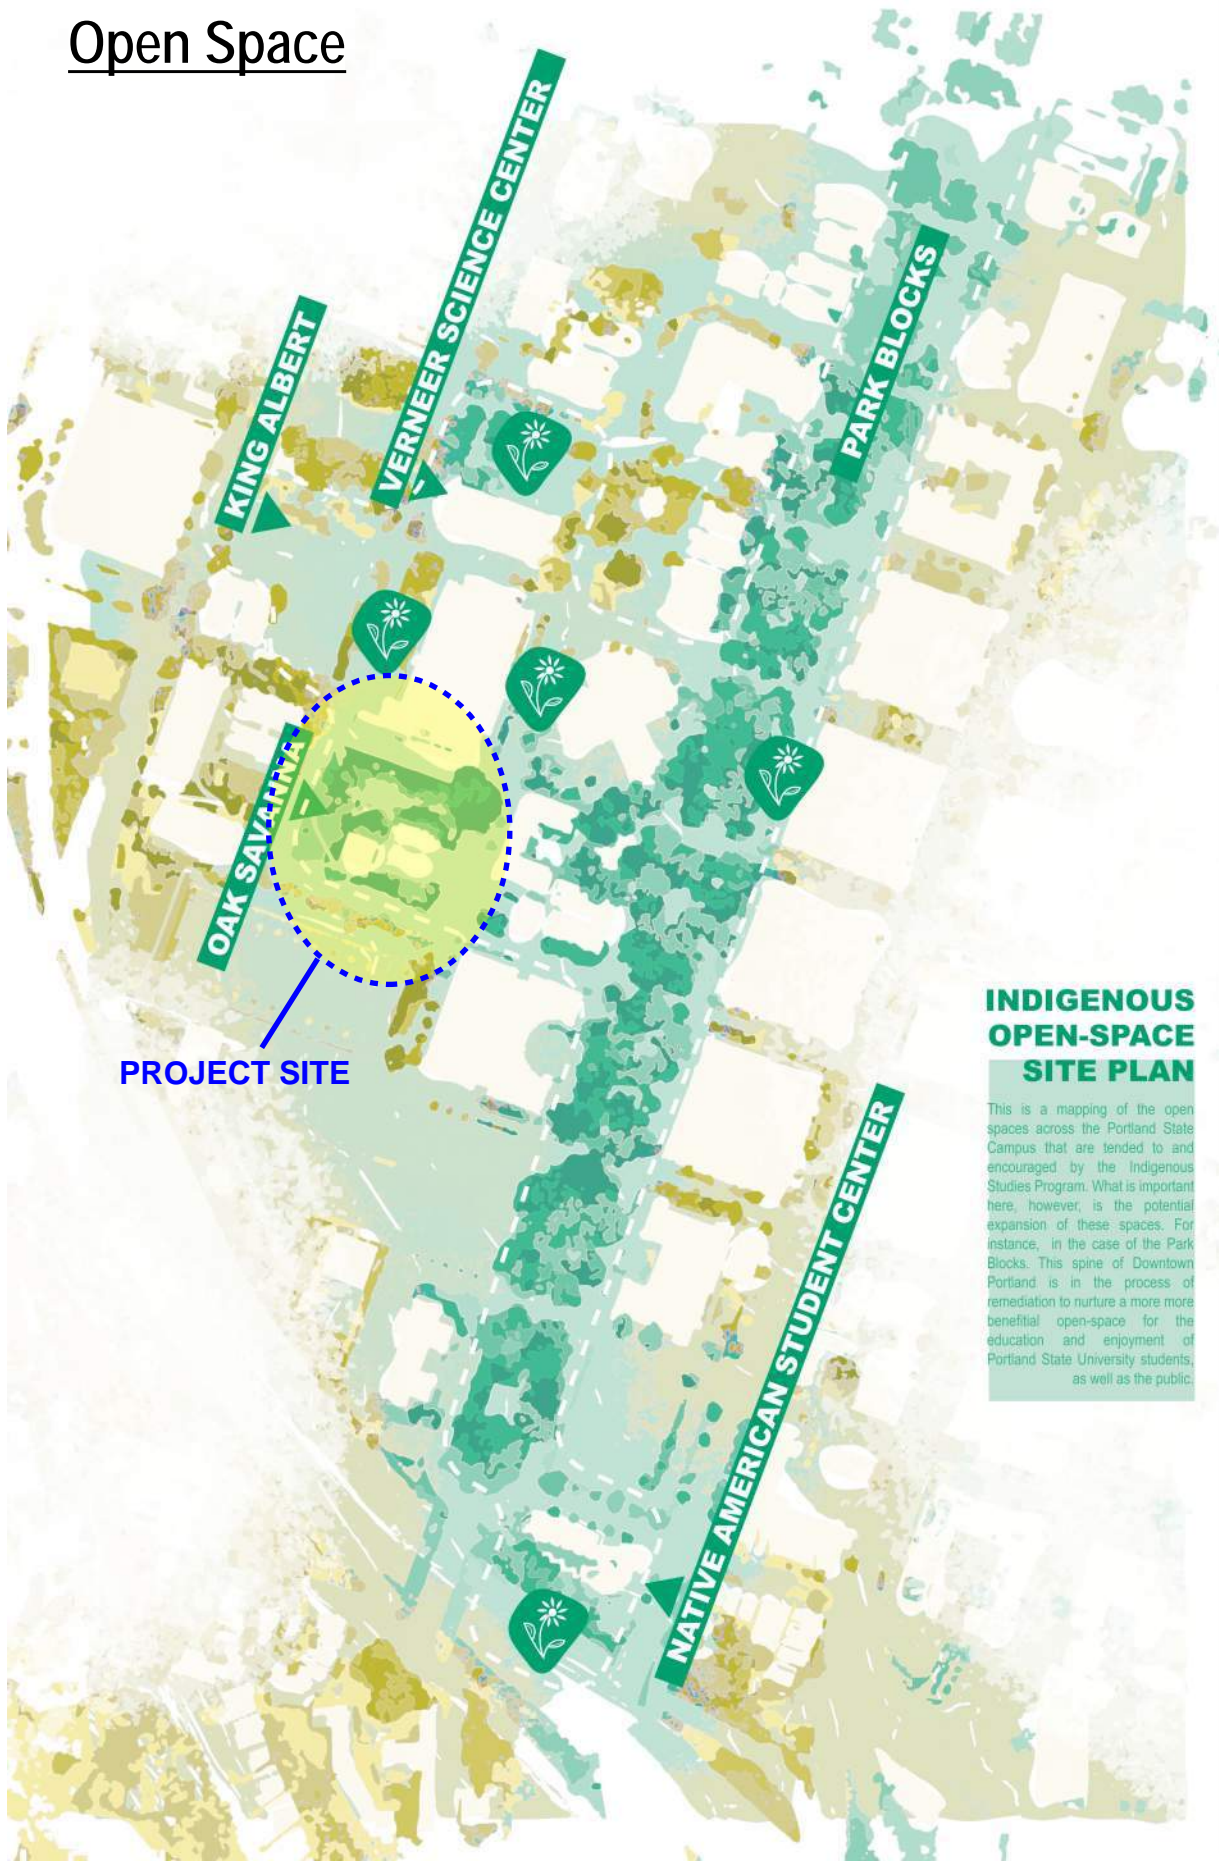 Open Space
VERNEER SCIENCE CENTER
KING ALBERT
PARK BLOCKS
OAK SAVANNA
PROJECT SITE
NATIVE AMERICAN STUDENT CENTER
INDIGENOUS
OPEN-SPACE
SITE PLAN
This is a mapping of the open
spaces across the Portland State
Campus that are tended to and
encouraged by the Indigenous
Studies Program. What is important
here, however, is the potential
expansion of these spaces. For
instance, in the case of the Park
Blocks. This spine of Downtown
Portland is in the process of
remediation to nurture a more more
benefitial open-space for the
education and enjoyment of
Portland State University students,
as well as the public.